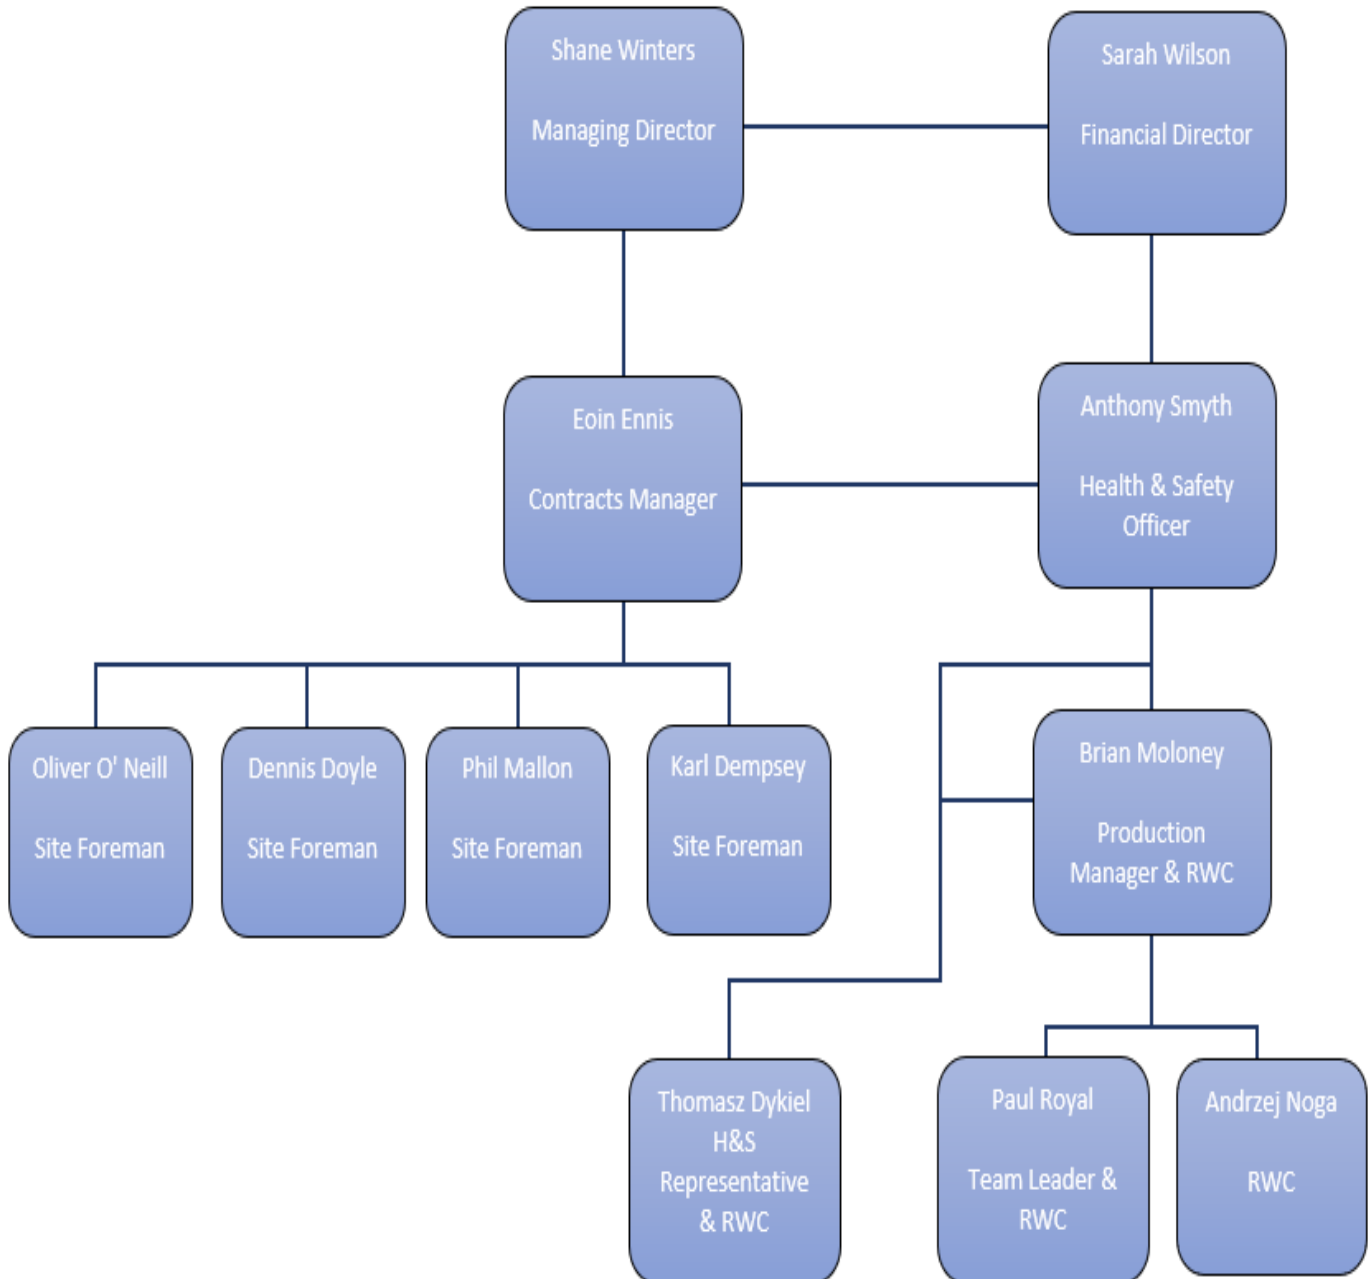 Shane Winters
Managing Director
Sarah Wilson
Financial Director
Eoin Ennis
Contracts Manager
Anthony Smyth
Health & Safety
Officer
Oliver O' Neill
Site Foreman
Dennis Doyle
Site Foreman
Phil Mallon
Site Foreman
Karl Dempsey
Site Foreman
Brian Moloney
Production
Manager & RWC
Thomasz Dykiel
H&S
Representative
& RWC
Paul Royal
Team Leader &
RWC
Andrzej Noga
RWC